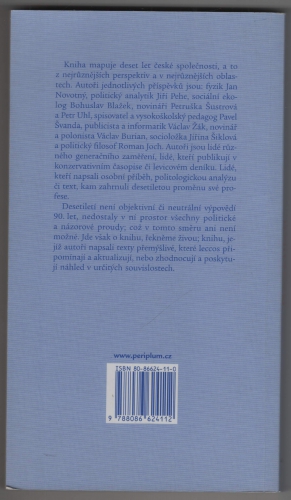 Kniha mapuje deset let české společnosti, a to
z nejrůznějších perspektiv a v nejrůznějších oblas-
tech. Autoři jednotlivých příspěvků jsou: fyzik Jan
Novotný, politický analytik Jiří Pehe, sociální eko-
log Bohuslav Blažek, novináři Petruška Šustrová
a Petr Uhl, spisovatel a vysokoškolský pedagog Pavel
Švanda, publicista a informatik Václav Žák, novinář
a polonista Václav Burian, socioložka Jiřina Šiklová
a politický filosof Roman Joch. Autoři jsou lidé růz-
ného generačního zaměření, lidé, kteří publikují v
konzervativním časopise či levicovém deníku. Lidé,
kteří napsali osobní příběh, politologickou analýzu
či text, kam zahrnuli desetiletou proměnu své pro-
fese.
Desetiletí není objektivní či neutrální výpovědí
90. let, nedostaly v ní prostor všechny politické
a názorové proudy; což v tomto směru ani není
možné. Jde však o knihu, řekněme živou; knihu, je-
jíž autoři napsali texty přemýšlivé, které leccos při-
pomínají a aktualizují, nebo zhodnocují a poskytu-
jí náhled v určitých souvislostech.
www.periplum.cz
ISBN 80-86624-11-0
9 788086 624112